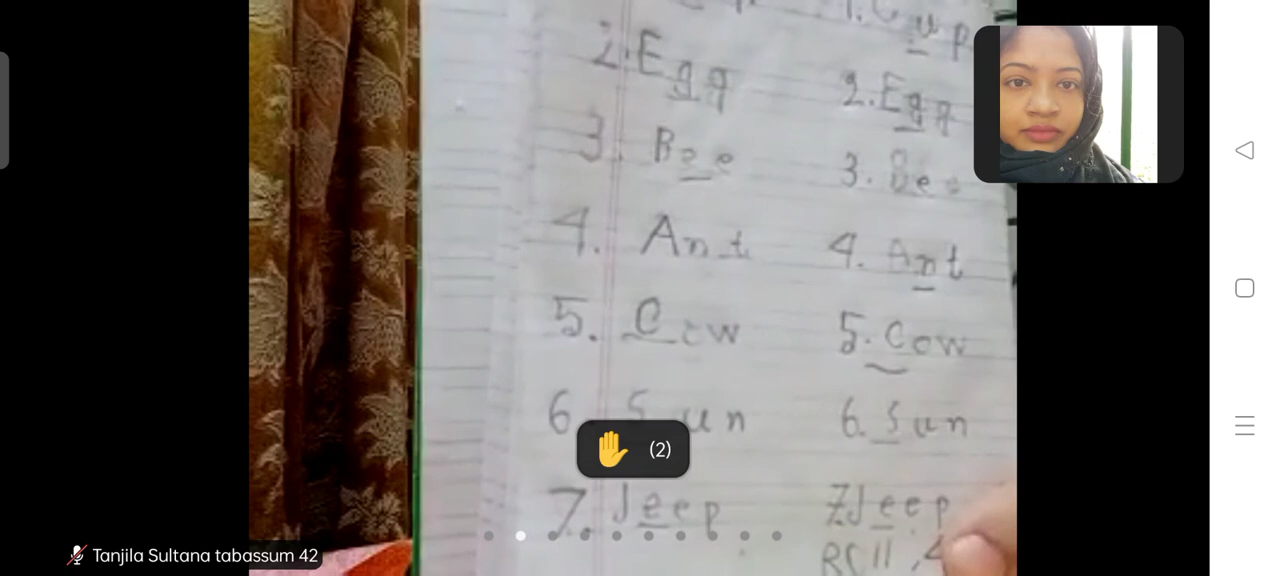 1. Cup
2. Egg 2. Egg
3. Bee 3. Bee
4. Ant 4. Ant
5. Cow 5. Cow
6. Sun 6. Sun
(2)
7. Jeep 7. Jeep
Tanjila Sultana tabassum 42